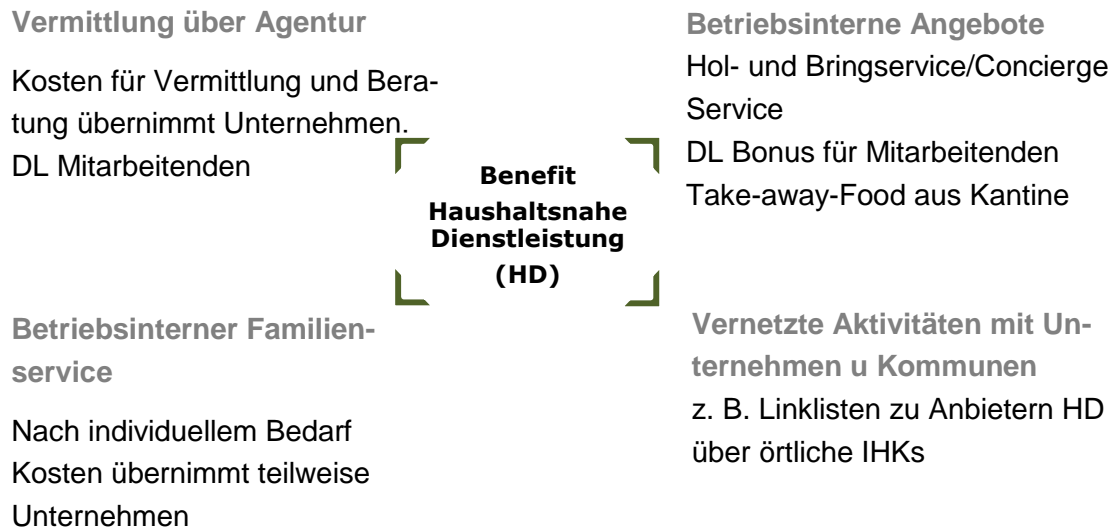 Vermittlung über Agentur
Kosten für Vermittlung und Bera-
tung übernimmt Unternehmen.
DL Mitarbeitenden
Betriebsinterne Angebote
Hol- und Bringservice/Concierge
Service
DL Bonus für Mitarbeitenden
Take-away-Food aus Kantine
Benefit
Haushaltsnahe
Dienstleistung
(HD)
Betriebsinterner Familien-
service
Nach individuellem Bedarf
Kosten übernimmt teilweise
Unternehmen
Vernetzte Aktivitäten mit Un-
ternehmen u Kommunen
z. B. Linklisten zu Anbietern HD
über örtliche IHKs